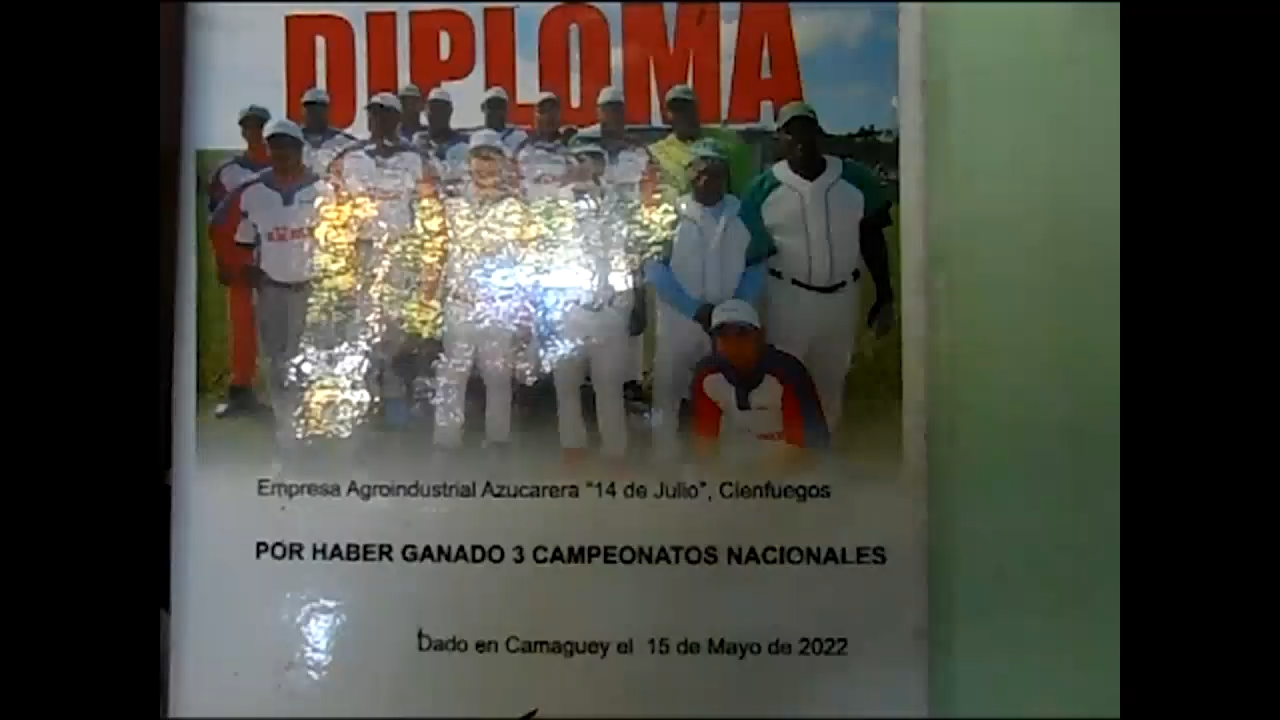 DIPLOMA
Empresa Agroindustrial Azucarera "14 de Julio", Cienfuegos
POR HABER GANADO 3 CAMPEONATOS NACIONALES
Dado en Camaguey el 15 de Mayo de 2022